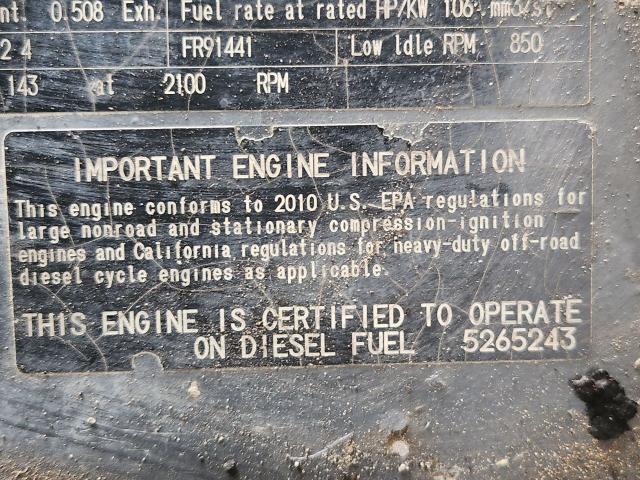 nt. 0.508 Exh. Fuel rate at rated HP/KW 106 mm3/st
2 4 FR91441 Low Idle RPM 850
143 at 2100 RPM
IMPORTANT ENGINE INFORMATION
This engine conforms to 2010 U.S. EPA regulations for
large nonroad and stationary compression-ignition
engines and California regulations for heavy-duty off-road
diesel cycle engines as applicable.
THIS ENGINE IS CERTIFIED TO OPERATE
ON DIESEL FUEL 5265243